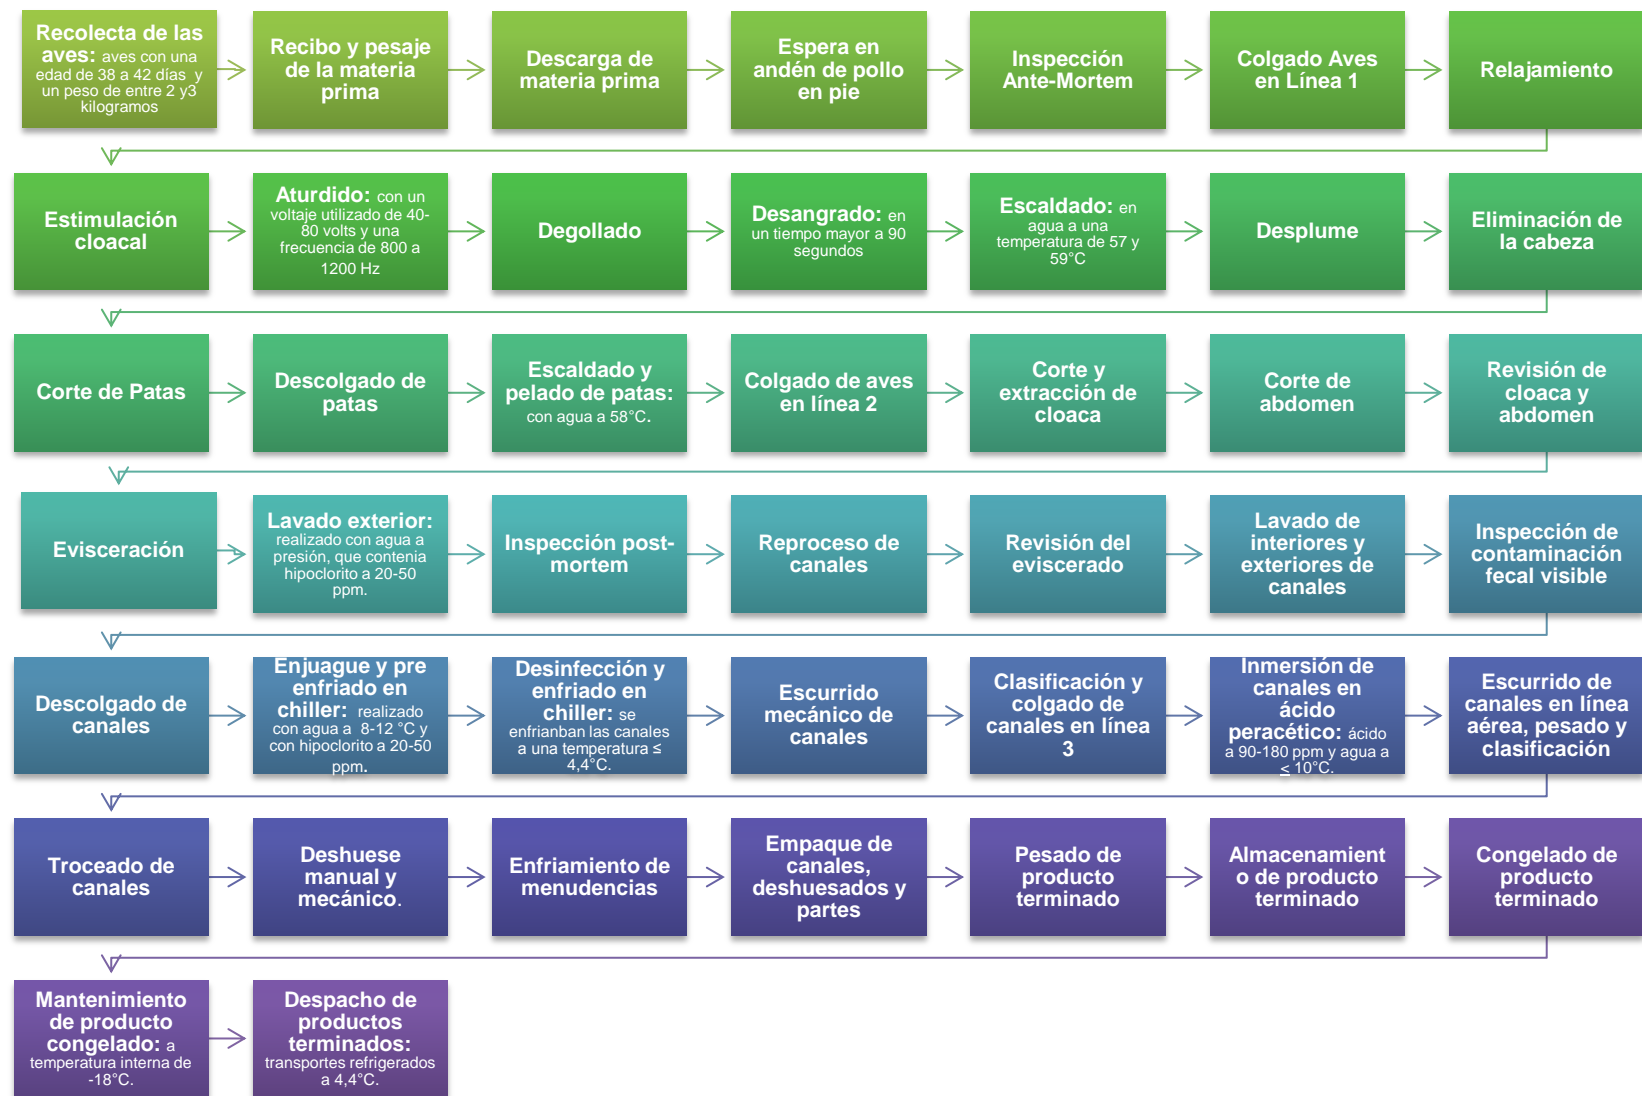 Recolecta de las
aves: aves con una
edad de 38 a 42 días y
un peso de entre 2 y3
kilogramos
Recibo y pesaje
de la materia
prima
Descarga de
materia prima
Espera en
andén de pollo
en pie
Inspección
Ante-Mortem
Colgado Aves
en Línea 1
Relajamiento
Estimulación
cloacal
Aturdido: con un
voltaje utilizado de 40-
80 volts y una
frecuencia de 800 a
1200 Hz
Degollado
Desangrado: en
un tiempo mayor a 90
segundos
Escaldado: en
agua a una
temperatura de 57 y
59°C
Desplume
Eliminación de
la cabeza
Corte de Patas
Descolgado de
patas
Escaldado y
pelado de patas:
con agua a 58°C.
Colgado de aves
en línea 2
Corte y
extracción de
cloaca
Corte de
abdomen
Revisión de
cloaca y
abdomen
Evisceración
Lavado exterior:
realizado con agua a
presión, que contenia
hipoclorito a 20-50
ppm.
Inspección post-
mortem
Reproceso de
canales
Revisión del
eviscerado
Lavado de
interiores y
exteriores de
canales
Inspección de
contaminación
fecal visible
Descolgado de
canales
Enjuague y pre
enfriado en
chiller: realizado
con agua a 8-12 °C y
con hipoclorito a 20-50
ppm.
Desinfección y
enfriado en
chiller: se
enfrianban las canales
a una temperatura ≤
4,4°C.
Escurrido
mecánico de
canales
Clasificación y
colgado de
canales en línea
3
Inmersión de
canales en
ácido
peracético: ácido
a 90-180 ppm y agua a
≤ 10°C.
Escurrido de
canales en línea
aérea, pesado y
clasificación
Troceado de
canales
Deshuese
manual y
mecánico.
Enfriamiento de
menudencias
Empaque de
canales,
deshuesados y
partes
Pesado de
producto
terminado
Almacenamient
o de producto
terminado
Congelado de
producto
terminado
Mantenimiento
de producto
congelado: a
temperatura interna de
-18°C.
Despacho de
productos
terminados:
transportes refrigerados
a 4,4°C.